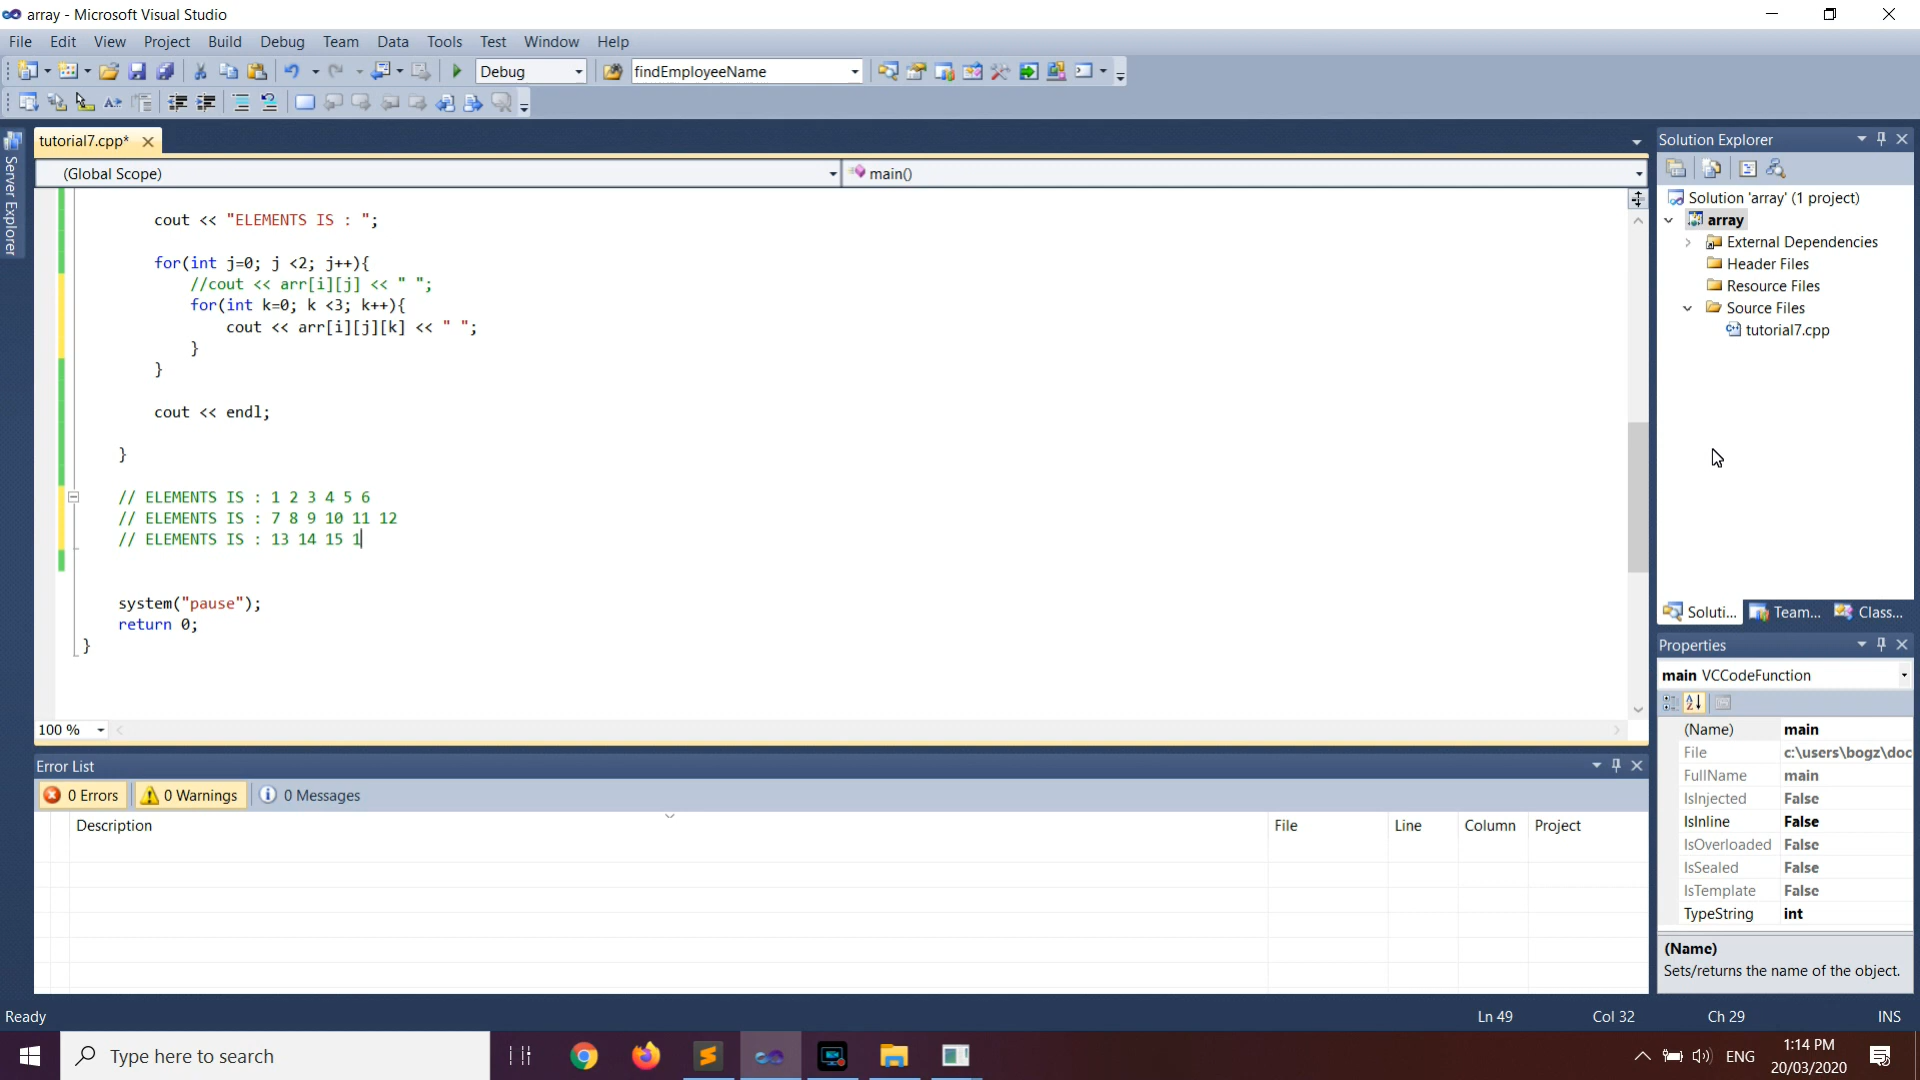 array - Microsoft Visual Studio
File Edit View Project Build Debug Team Data Tools Test Window Help
Debug findEmployeeName
tutorial7.cpp*
(Global Scope) main()
Server Explorer
cout << "ELEMENTS IS : ";
for(int j=0; j <2; j++){
//cout << arr[i][j] << " ";
for(int k=0; k <3; k++){
cout << arr[i][j][k] << " ";
}
}
cout << endl;
}
// ELEMENTS IS : 1 2 3 4 5 6
// ELEMENTS IS : 7 8 9 10 11 12
// ELEMENTS IS : 13 14 15 1
system("pause");
return 0;
}
100 %
Solution Explorer
Solution 'array' (1 project)
array
External Dependencies
Header Files
Resource Files
Source Files
tutorial7.cpp
Soluti... Team... Class...
Properties
main VCCodeFunction
(Name) main
File c:\users\bogz\doc
FullName main
IsInjected False
IsInline False
IsOverloaded False
IsSealed False
IsTemplate False
TypeString int
(Name)
Sets/returns the name of the object.
Error List
0 Errors 0 Warnings 0 Messages
Description File Line Column Project
Ready Ln 49 Col 32 Ch 29 INS
Type here to search
ENG
1:14 PM
20/03/2020